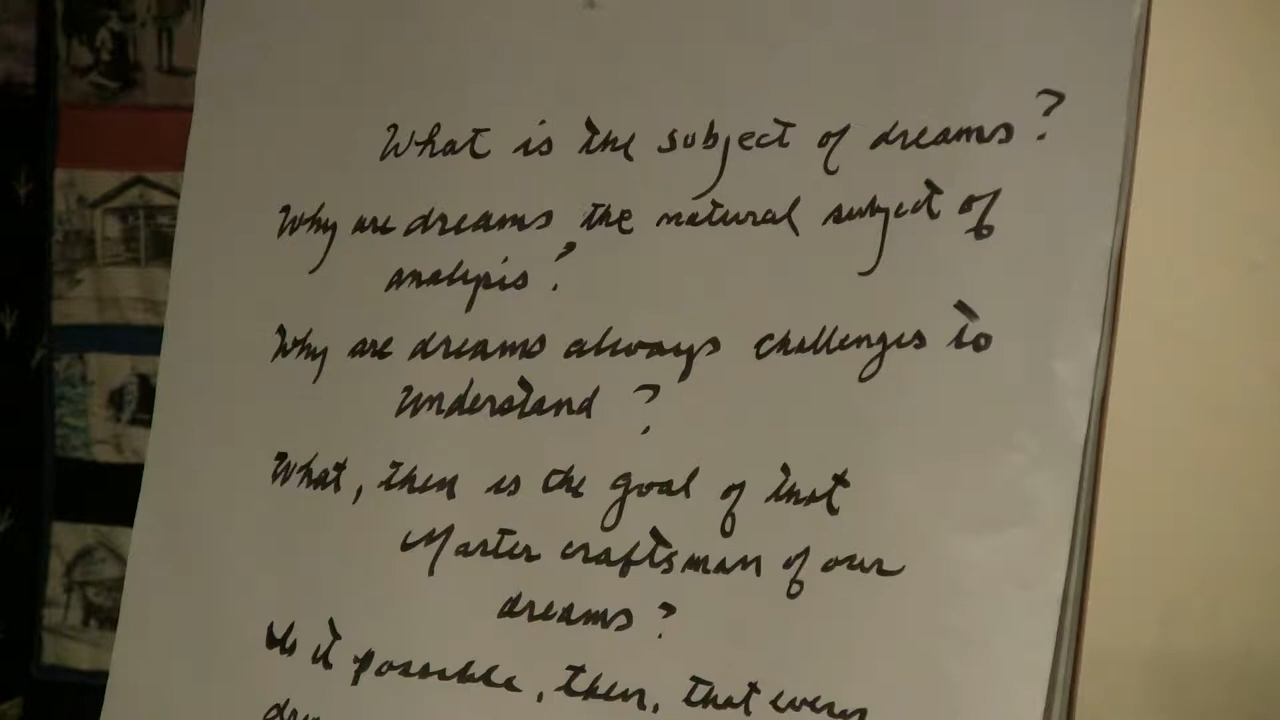 What is the subject of dreams?
Why are dreams the natural subject of
analysis?
Why are dreams always challenges to
understand?
What, then is the goal of that
Master craftsman of our
dreams?
Is it possible, then, that every